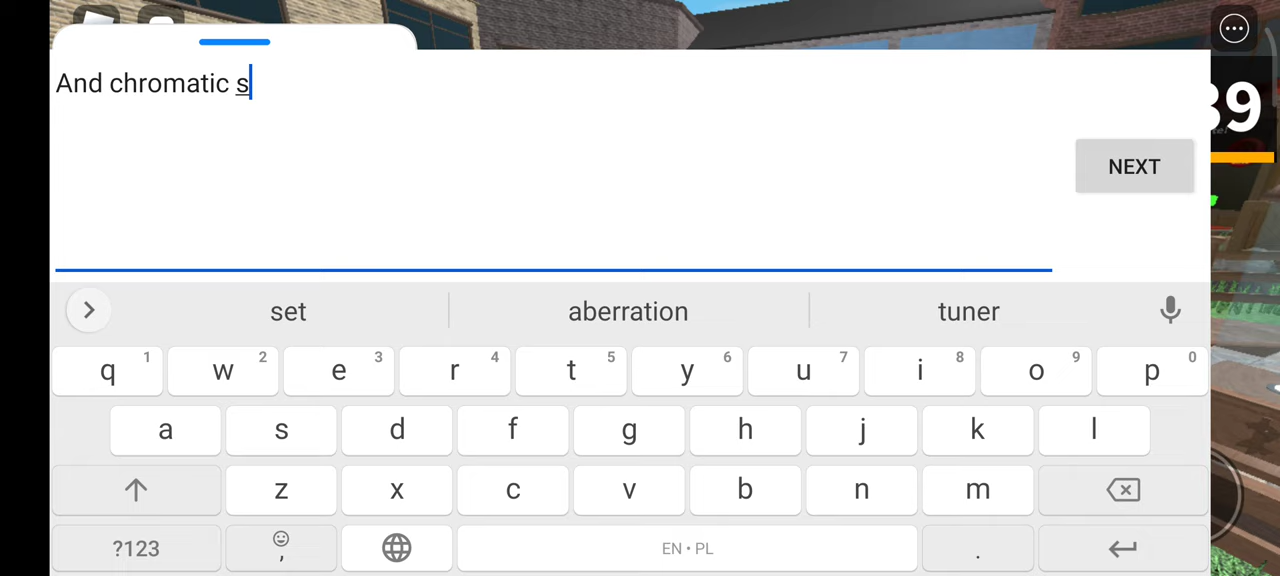 And chromatic s
39
NEXT
set aberration tuner
q 1 w 2 e 3 r 4 t 5 y 6 u 7 i 8 o 9 p 0
a s d f g h j k l
z x c v b n m
?123 , EN • PL .